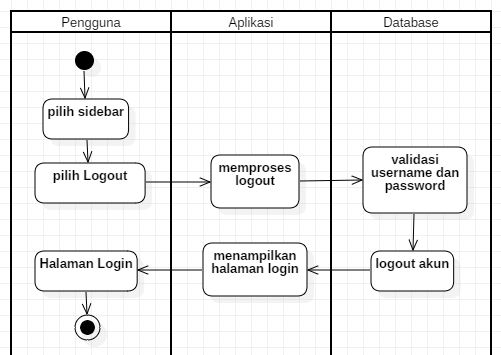 Pengguna
Aplikasi
Database
pilih sidebar
pilih Logout
memproses
logout
validasi
username dan
password
Halaman Login
menampilkan
halaman login
logout akun